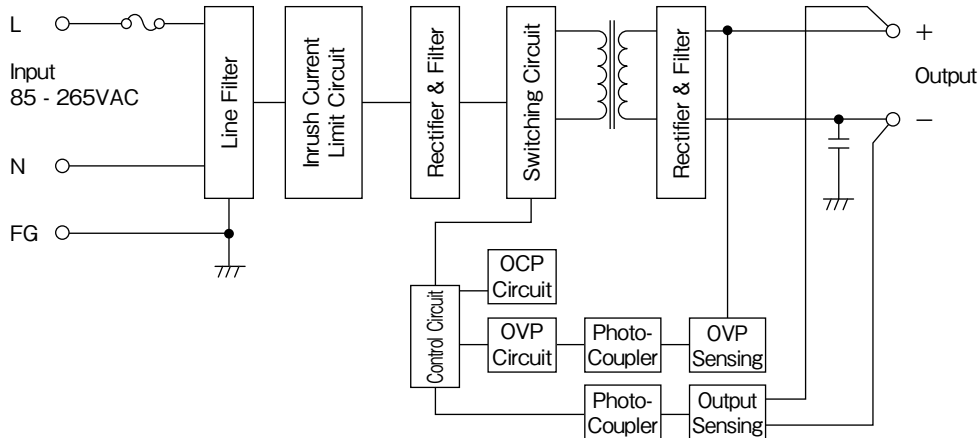 L
Input
85 - 265VAC
N
FG
Line Filter
Inrush Current
Limit Circuit
Rectifier & Filter
Switching Circuit
Rectifier & Filter
+
Output
−
Control Circuit
OCP
Circuit
OVP
Circuit
Photo-
Coupler
OVP
Sensing
Photo-
Coupler
Output
Sensing